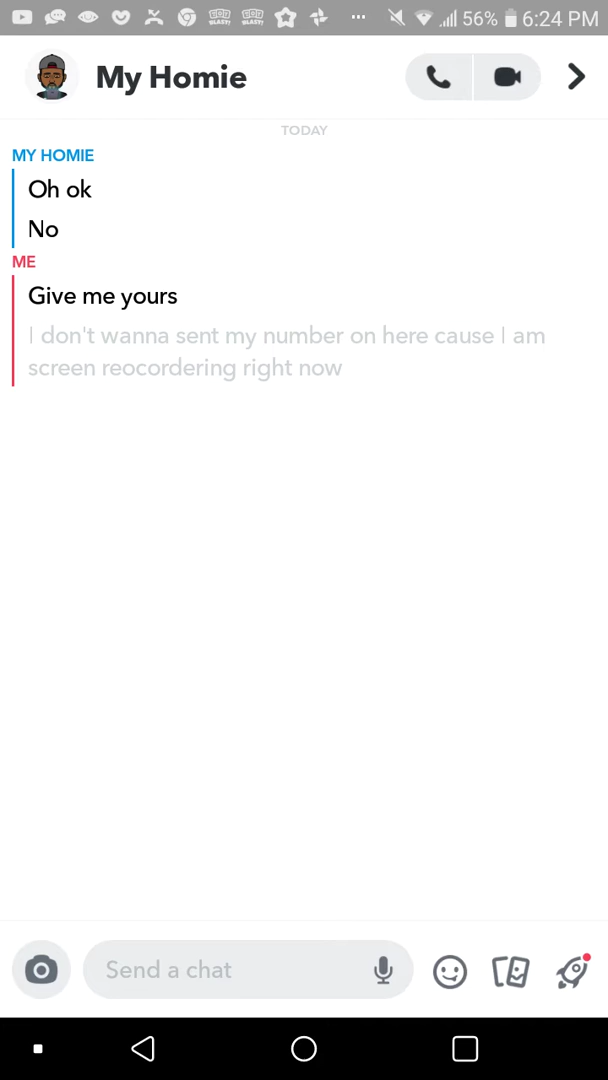 56% 6:24 PM
My Homie
TODAY
MY HOMIE
Oh ok
No
ME
Give me yours
I don't wanna sent my number on here cause I am
screen reocordering right now
Send a chat